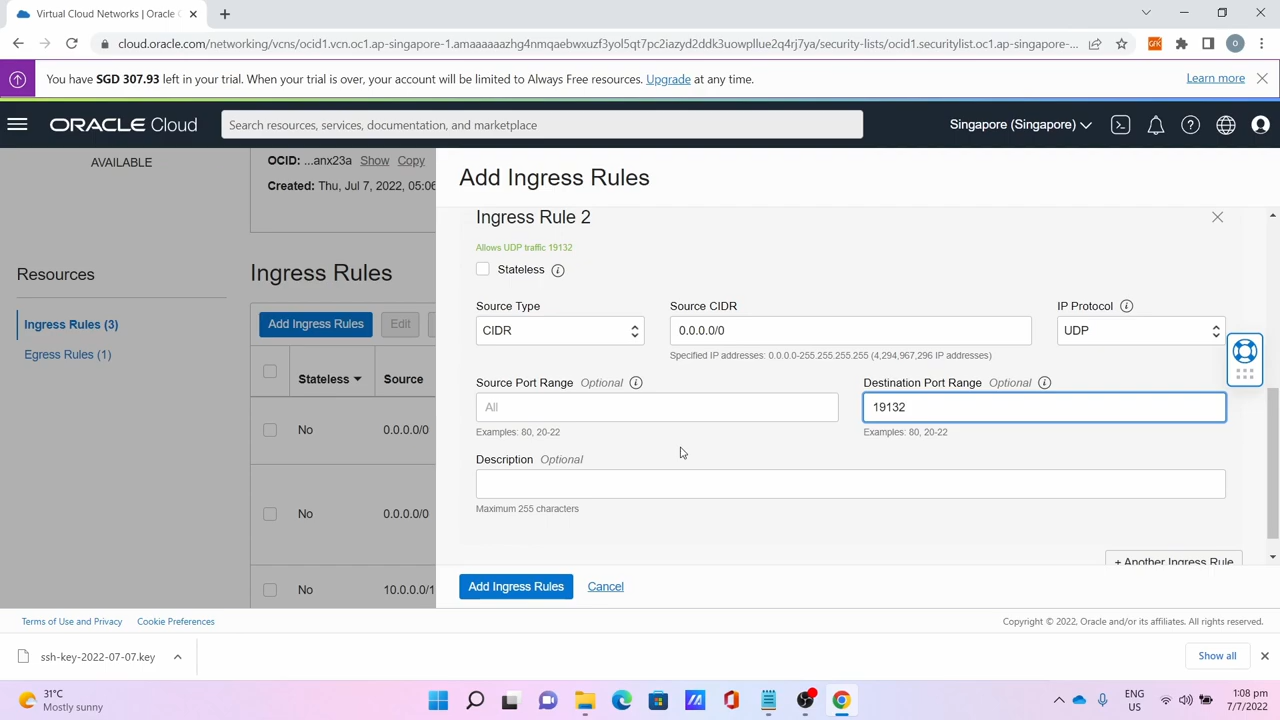 Virtual Cloud Networks | Oracle C
cloud.oracle.com/networking/vcns/ocid1.vcn.oc1.ap-singapore-
You have SGD 307.93 left in your trial. When your trial is over, your account will be limited to Always Free resources. Upgrade at any time.
Learn more
ORACLE Cloud
Search resources, services, documentation, and marketplace
Singapore (Singapore)
AVAILABLE
OCID: ...anx23a Show Copy
Created: Thu, Jul 7, 2022, 05:06
Resources
Ingress Rules (3)
Egress Rules (1)
Ingress Rules
Add Ingress Rules
Edit
Stateless
Source
No
0.0.0.0/0
No
0.0.0.0/0
No
10.0.0.0/1
Add Ingress Rules
Ingress Rule 2
Allows UDP traffic 19132
Stateless
Source Type
Source CIDR
IP Protocol
CIDR
0.0.0.0/0
UDP
Specified IP addresses: 0.0.0.0-255.255.255.255 (4,294,967,296 IP addresses)
Source Port Range Optional
Destination Port Range Optional
All
19132
Examples: 80, 20-22
Examples: 80, 20-22
Description Optional
Maximum 255 characters
+ Another Ingress Rule
Add Ingress Rules
Cancel
Terms of Use and Privacy
Cookie Preferences
Copyright © 2022, Oracle and/or its affiliates. All rights reserved.
ssh-key-2022-07-07.key
Show all
31°C
Mostly sunny
ENG
US
1:08 pm
7/7/2022